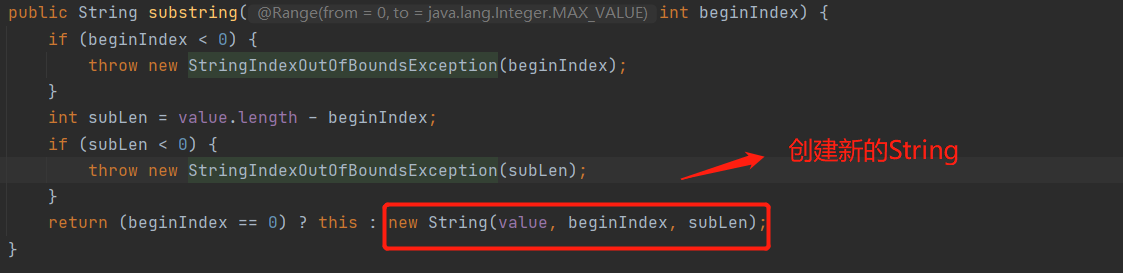 public String substring( @Range(from = 0, to = java.lang.Integer.MAX_VALUE) int beginIndex) {
    if (beginIndex < 0) {
        throw new StringIndexOutOfBoundsException(beginIndex);
    }
    int subLen = value.length - beginIndex;
    if (subLen < 0) {
        throw new StringIndexOutOfBoundsException(subLen);
创建新的String
    }
    return (beginIndex == 0) ? this : new String(value, beginIndex, subLen);
}